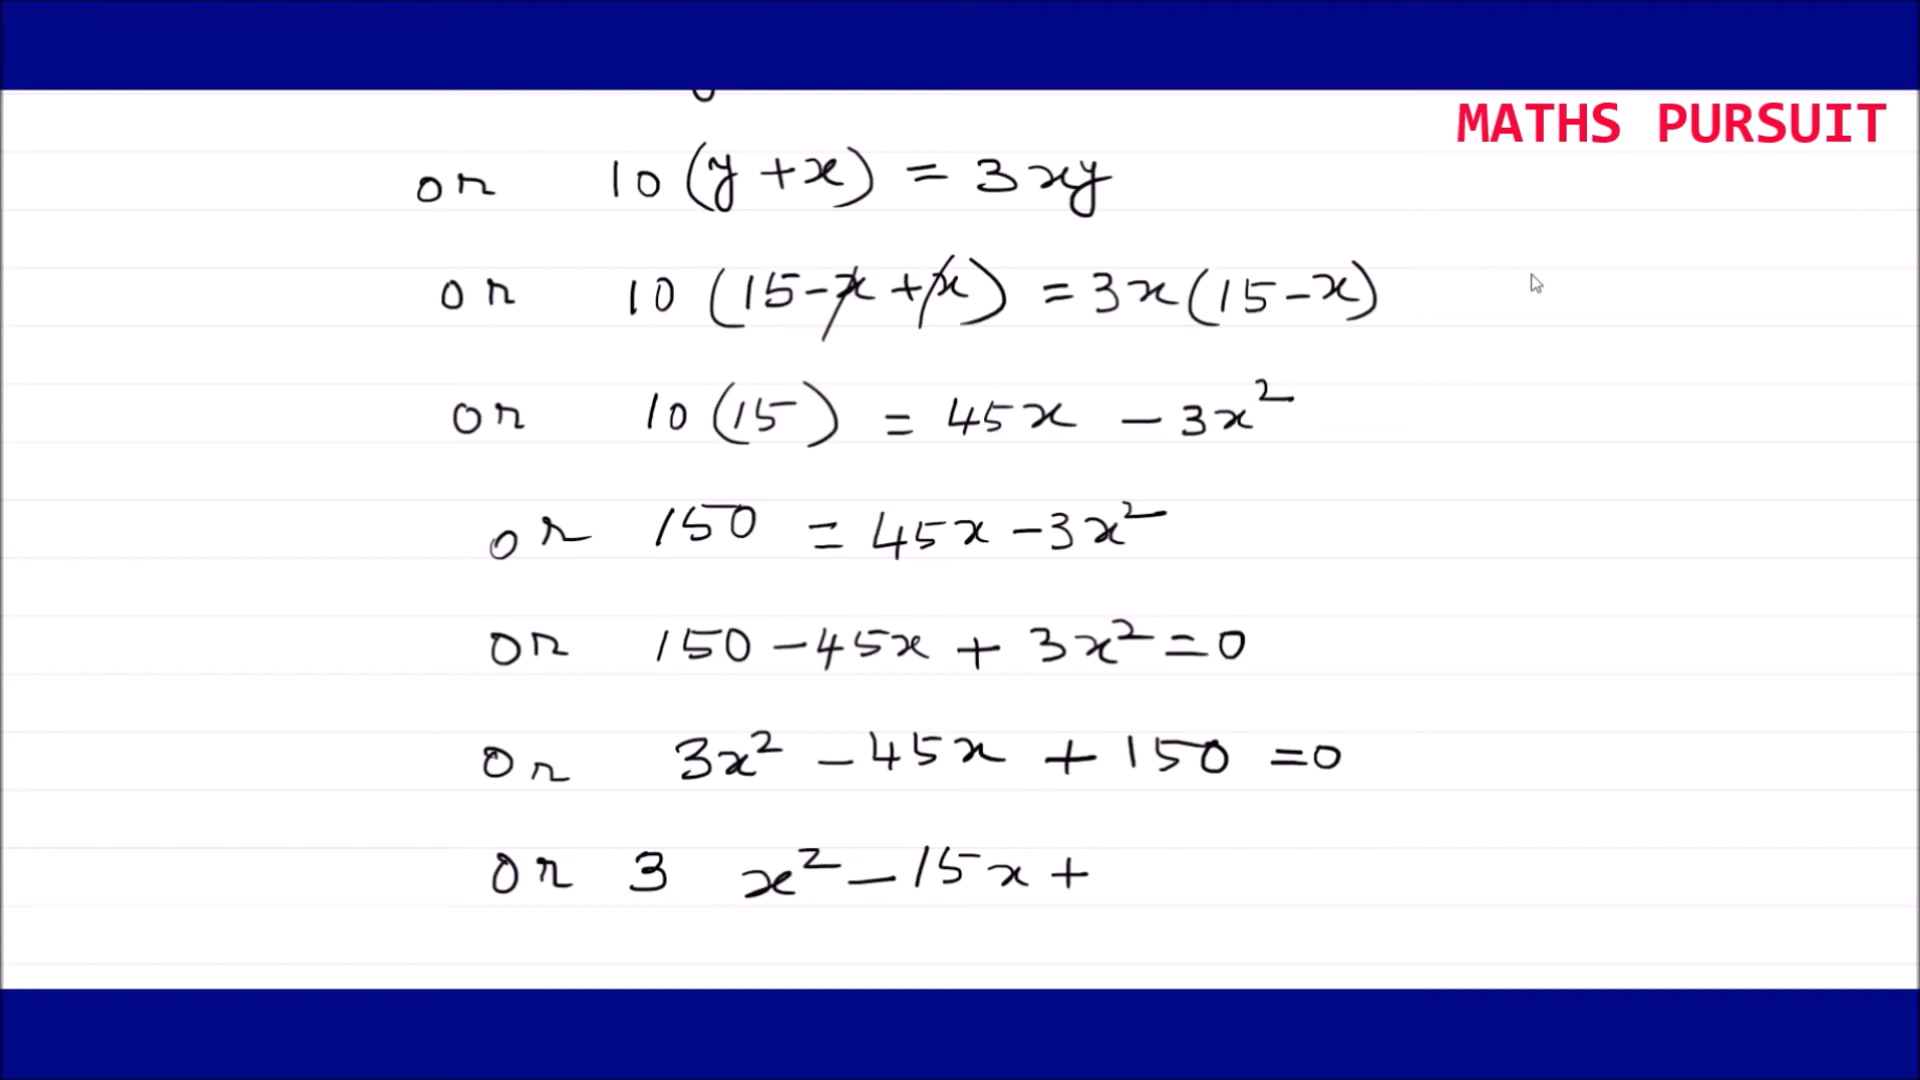 MATHS PURSUIT
or 10 (y + x) = 3xy
or 10 (15 - x + x) = 3x (15 - x)
or 10 (15) = 45x - 3x²
or 150 = 45x - 3x²
or 150 - 45x + 3x² = 0
or 3x² - 45x + 150 = 0
or 3 x² - 15x +